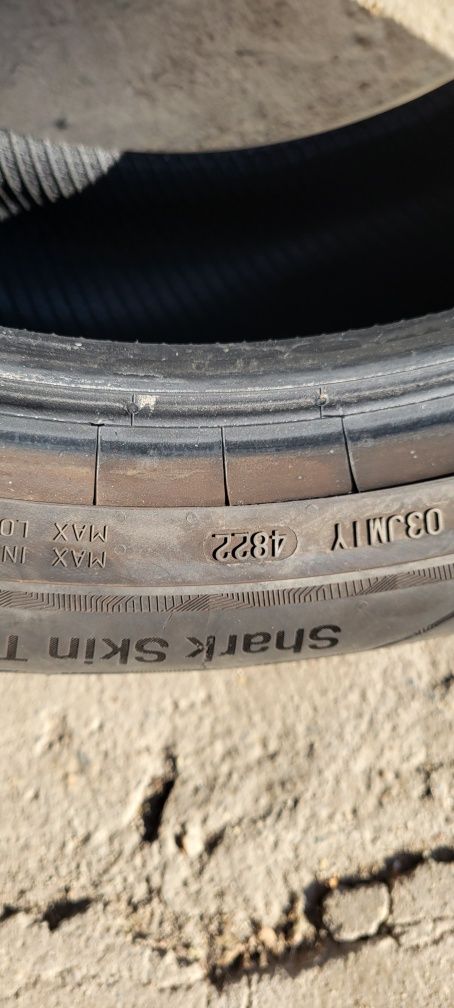 Shark Skin T
03JM1Y 4822
MAX IN
MAX LO